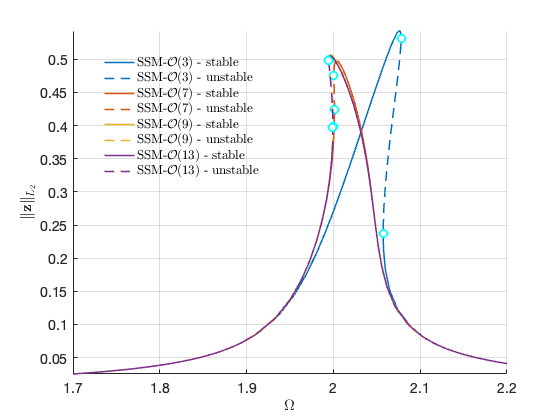 0.5
0.45
0.4
0.35
0.3
0.25
0.2
0.15
0.1
0.05
||z||L₂
SSM-𝒪(3) - stable
SSM-𝒪(3) - unstable
SSM-𝒪(7) - stable
SSM-𝒪(7) - unstable
SSM-𝒪(9) - stable
SSM-𝒪(9) - unstable
SSM-𝒪(13) - stable
SSM-𝒪(13) - unstable
1.7 1.8 1.9 2 2.1 2.2
Ω